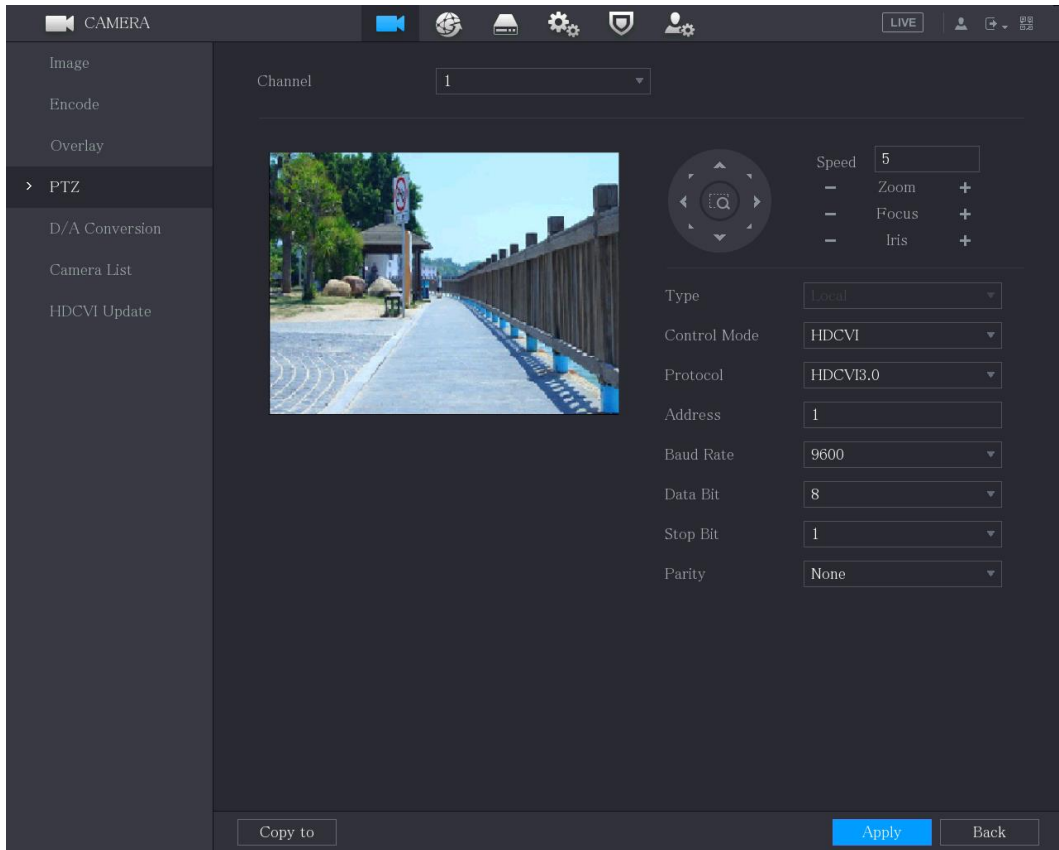 CAMERA
LIVE
Image
Encode
Overlay
PTZ
D/A Conversion
Camera List
HDCVI Update
Channel 1
Speed 5
Zoom
Focus
Iris
Type Local
Control Mode HDCVI
Protocol HDCVI3.0
Address 1
Baud Rate 9600
Data Bit 8
Stop Bit 1
Parity None
Copy to Apply Back